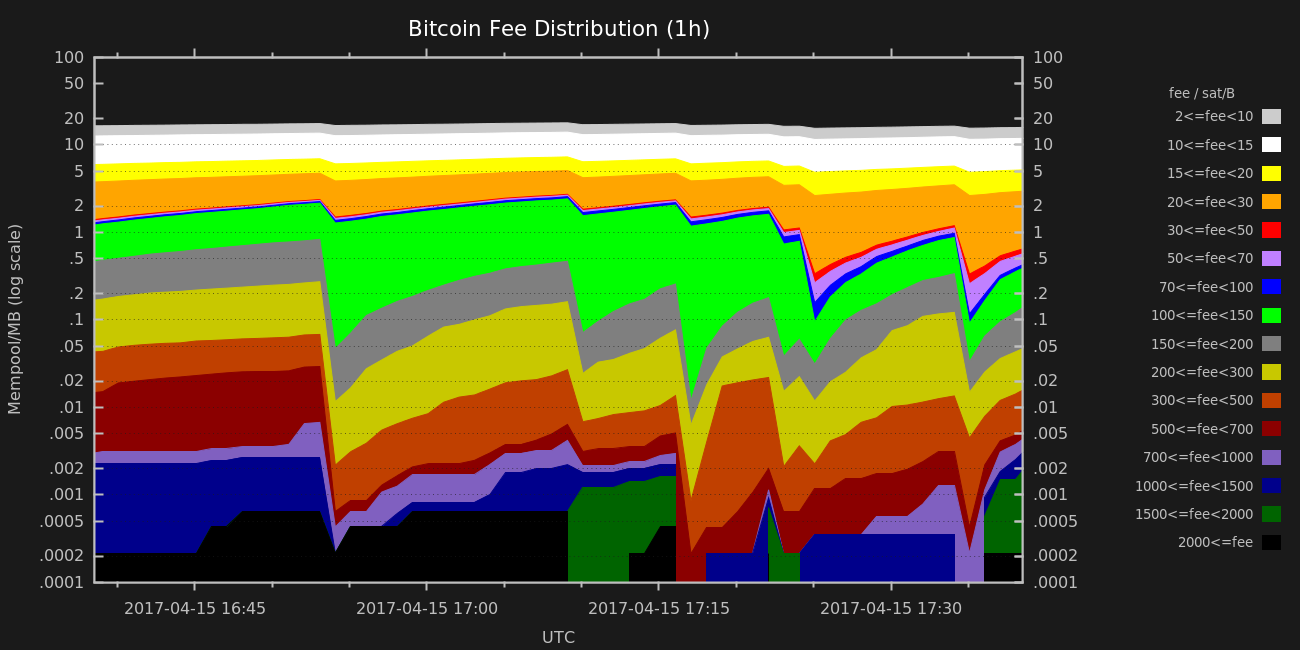 Bitcoin Fee Distribution (1h)
Mempool/MB (log scale)
100
50
20
10
5
2
1
.5
.2
.1
.05
.02
.01
.005
.002
.001
.0005
.0002
.0001
100
50
20
10
5
2
1
.5
.2
.1
.05
.02
.01
.005
.002
.001
.0005
.0002
.0001
2017-04-15 16:45
2017-04-15 17:00
2017-04-15 17:15
2017-04-15 17:30
UTC
fee / sat/B
2<=fee<10
10<=fee<15
15<=fee<20
20<=fee<30
30<=fee<50
50<=fee<70
70<=fee<100
100<=fee<150
150<=fee<200
200<=fee<300
300<=fee<500
500<=fee<700
700<=fee<1000
1000<=fee<1500
1500<=fee<2000
2000<=fee